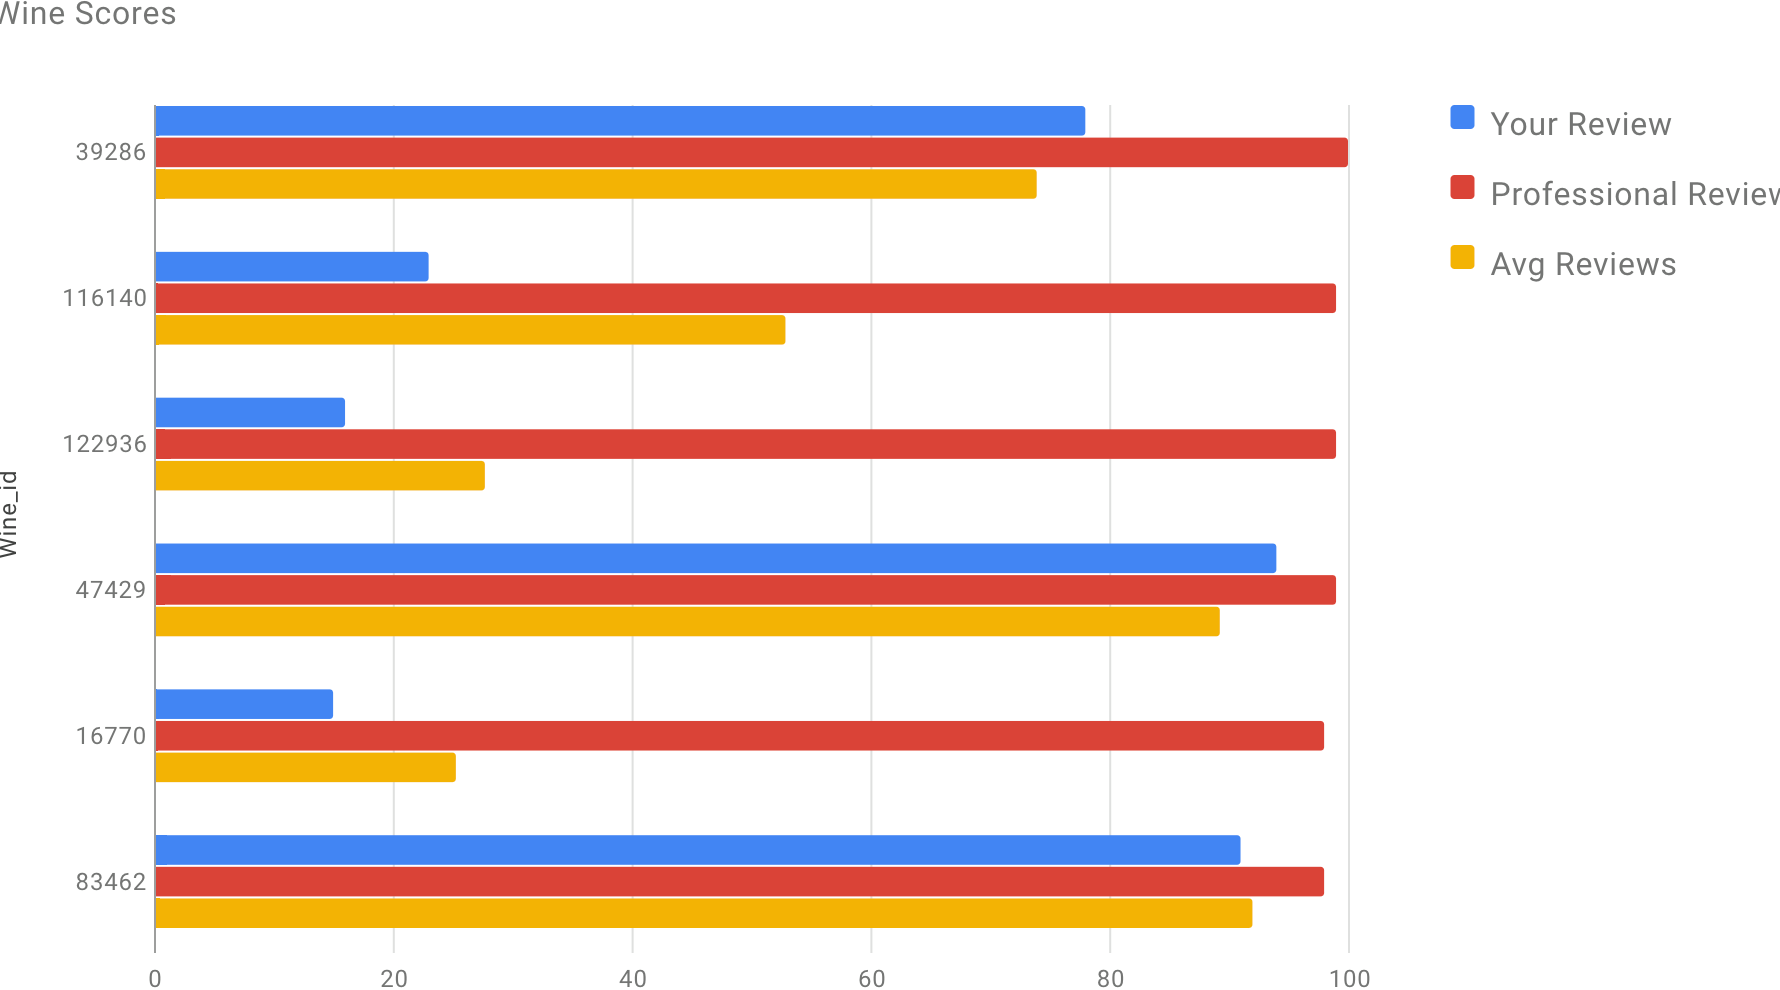 Wine Scores
Your Review
Professional Review
Avg Reviews
Wine_id
39286
116140
122936
47429
16770
83462
0 20 40 60 80 100